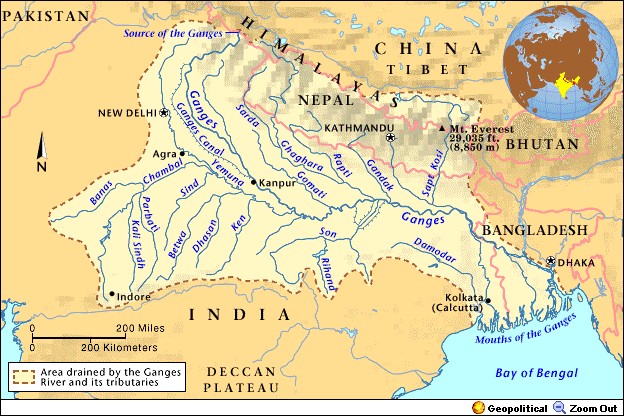 PAKISTAN
Source of the Ganges
HIMALAYAS
CHINA
TIBET
NEPAL
NEW DELHI
Ganges
Ganges Canal
Sarda
KATHMANDU
Mt. Everest
29,035 ft.
(8,850 m)
BHUTAN
N
Agra
Yemuna
Kanpur
Ghaghara
Gomati
Rapti
Gandak
Sapt Kosi
Banas
Chambal
Parbati
Kali Sindh
Sind
Betwa
Dhasan
Ken
Son
Rihand
Ganges
Damodar
BANGLADESH
DHAKA
Indore
Kolkata
(Calcutta)
INDIA
Mouths of the Ganges
0
200 Miles
0
200 Kilometers
DECCAN
PLATEAU
Bay of Bengal
Area drained by the Ganges
River and its tributaries
Geopolitical
Zoom Out